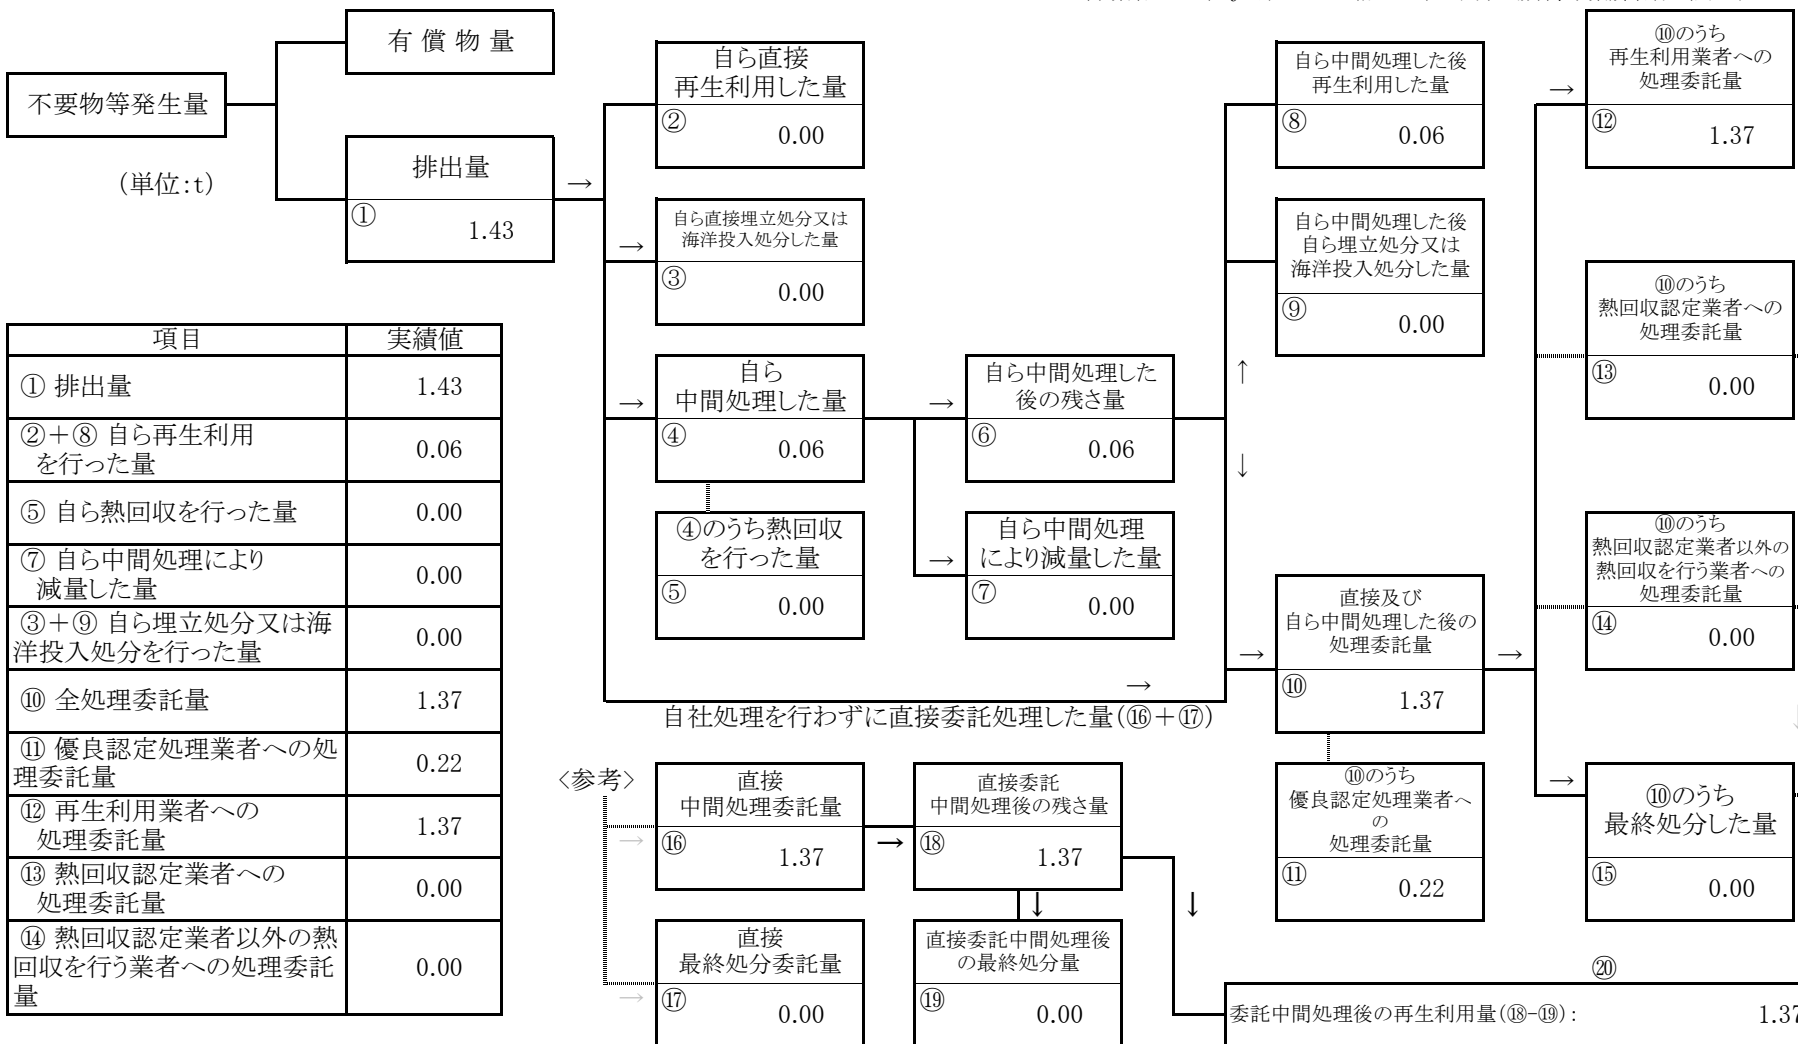 有償物量
不要物等発生量
(単位:t)
排出量
①
1.43
→
自ら直接
再生利用した量
②
0.00
→
自ら直接埋立処分又は
海洋投入処分した量
③
0.00
→
自ら
中間処理した量
④
0.06
④のうち熱回収
を行った量
⑤
0.00
→
自ら中間処理した
後の残さ量
⑥
0.06
→
自ら中間処理
により減量した量
⑦
0.00
自ら中間処理した後
再生利用した量
⑧
0.06
自ら中間処理した後
自ら埋立処分又は
海洋投入処分した量
⑨
0.00
↑
↓
→
直接及び
自ら中間処理した後の
処理委託量
⑩
1.37
→
⑩のうち
優良認定処理業者へ
の
処理委託量
⑪
0.22
→
⑩のうち
再生利用業者への
処理委託量
⑫
1.37
⑩のうち
熱回収認定業者への
処理委託量
⑬
0.00
⑩のうち
熱回収認定業者以外の
熱回収を行う業者への
処理委託量
⑭
0.00
→
⑩のうち
最終処分した量
⑮
0.00
→
自社処理を行わずに直接委託処理した量(⑯+⑰)
<参考>
→
直接
中間処理委託量
⑯
1.37
→
直接委託
中間処理後の残さ量
⑱
1.37
↓
↓
→
直接
最終処分委託量
⑰
0.00
直接委託中間処理後
の最終処分量
⑲
0.00
⑳
委託中間処理後の再生利用量(⑱-⑲): 1.37
項目 実績値
① 排出量 1.43
②+⑧ 自ら再生利用
を行った量 0.06
⑤ 自ら熱回収を行った量 0.00
⑦ 自ら中間処理により
減量した量 0.00
③+⑨ 自ら埋立処分又は海
洋投入処分を行った量 0.00
⑩ 全処理委託量 1.37
⑪ 優良認定処理業者への処
理委託量 0.22
⑫ 再生利用業者への
処理委託量 1.37
⑬ 熱回収認定業者への
処理委託量 0.00
⑭ 熱回収認定業者以外の熱
回収を行う業者への処理委託
量 0.00